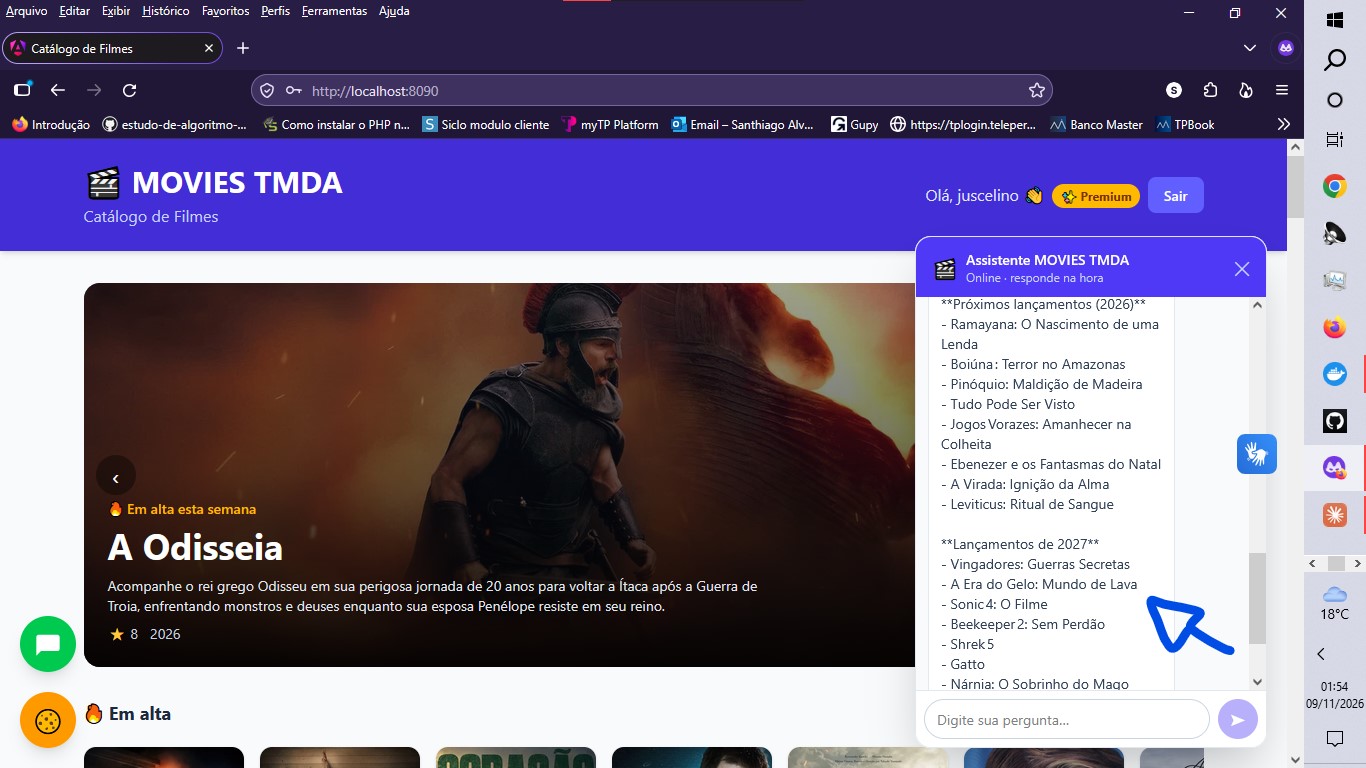 Arquivo Editar Exibir Histórico Favoritos Perfis Ferramentas Ajuda
Catálogo de Filmes
http://localhost:8090
S
Introdução estudo-de-algoritmo-... Como instalar o PHP n... S Siclo modulo cliente myTP Platform Email – Santhiago Alv... Gupy https://tplogin.teleper... Banco Master TPBook
MOVIES TMDA
Catálogo de Filmes
Olá, juscelino Premium Sair
Em alta esta semana
A Odisseia
Acompanhe o rei grego Odisseu em sua perigosa jornada de 20 anos para voltar a Ítaca após a Guerra de
Troia, enfrentando monstros e deuses enquanto sua esposa Penélope resiste em seu reino.
8 2026
Em alta
CORAÇÃO
Assistente MOVIES TMDA
Online · responde na hora
**Próximos lançamentos (2026)**
- Ramayana: O Nascimento de uma
Lenda
- Boiúna: Terror no Amazonas
- Pinóquio: Maldição de Madeira
- Tudo Pode Ser Visto
- Jogos Vorazes: Amanhecer na
Colheita
- Ebenezer e os Fantasmas do Natal
- A Virada: Ignição da Alma
- Leviticus: Ritual de Sangue
**Lançamentos de 2027**
- Vingadores: Guerras Secretas
- A Era do Gelo: Mundo de Lava
- Sonic 4: O Filme
- Beekeeper 2: Sem Perdão
- Shrek 5
- Gatto
- Nárnia: O Sobrinho do Mago
Digite sua pergunta...
18°C
01:54
09/11/2026